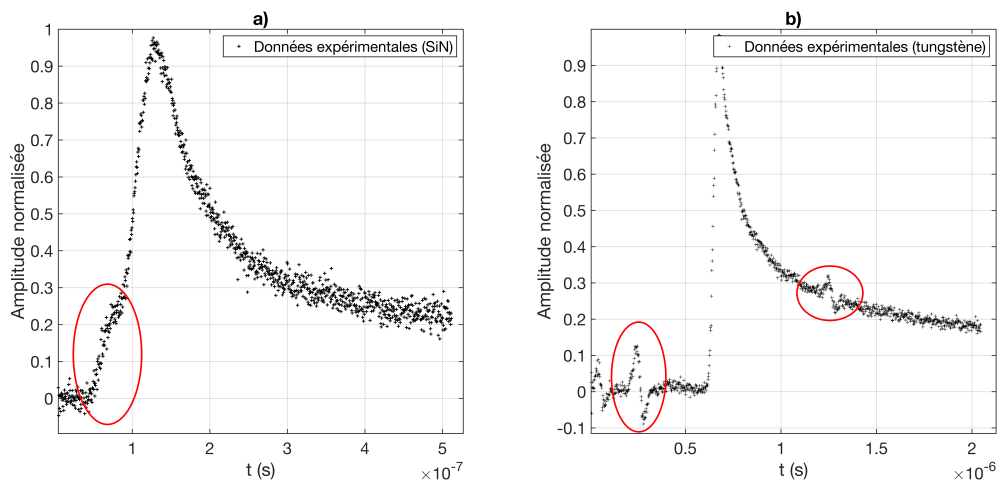 a)
Données expérimentales (SiN)
Amplitude normalisée
1
0.9
0.8
0.7
0.6
0.5
0.4
0.3
0.2
0.1
0
1 2 3 4 5
t (s)
×10⁻⁷
b)
Données expérimentales (tungstène)
Amplitude normalisée
0.9
0.8
0.7
0.6
0.5
0.4
0.3
0.2
0.1
0
-0.1
0.5 1 1.5 2
t (s)
×10⁻⁶